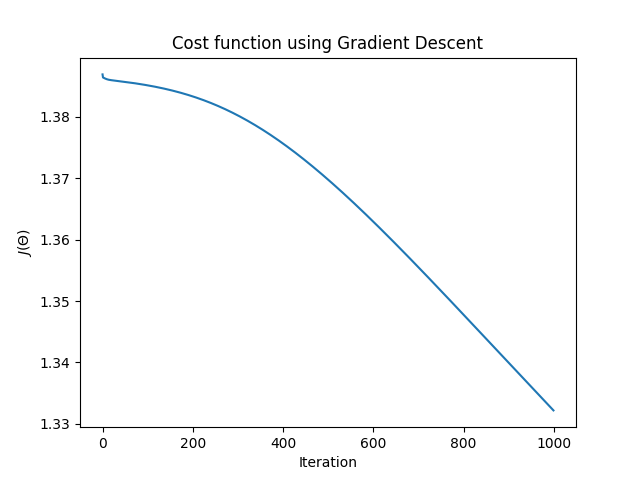 Cost function using Gradient Descent
1.38
1.37
1.36
1.35
1.34
1.33
J(Θ)
0 200 400 600 800 1000
Iteration